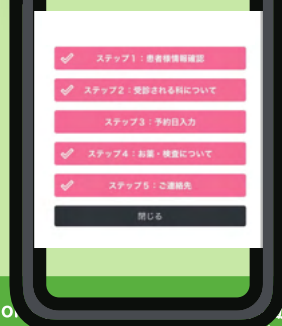 ステップ1：患者様情報確認
ステップ2：受診される科について
ステップ3：予約日入力
ステップ4：お薬・検査について
ステップ5：ご連絡先
閉じる